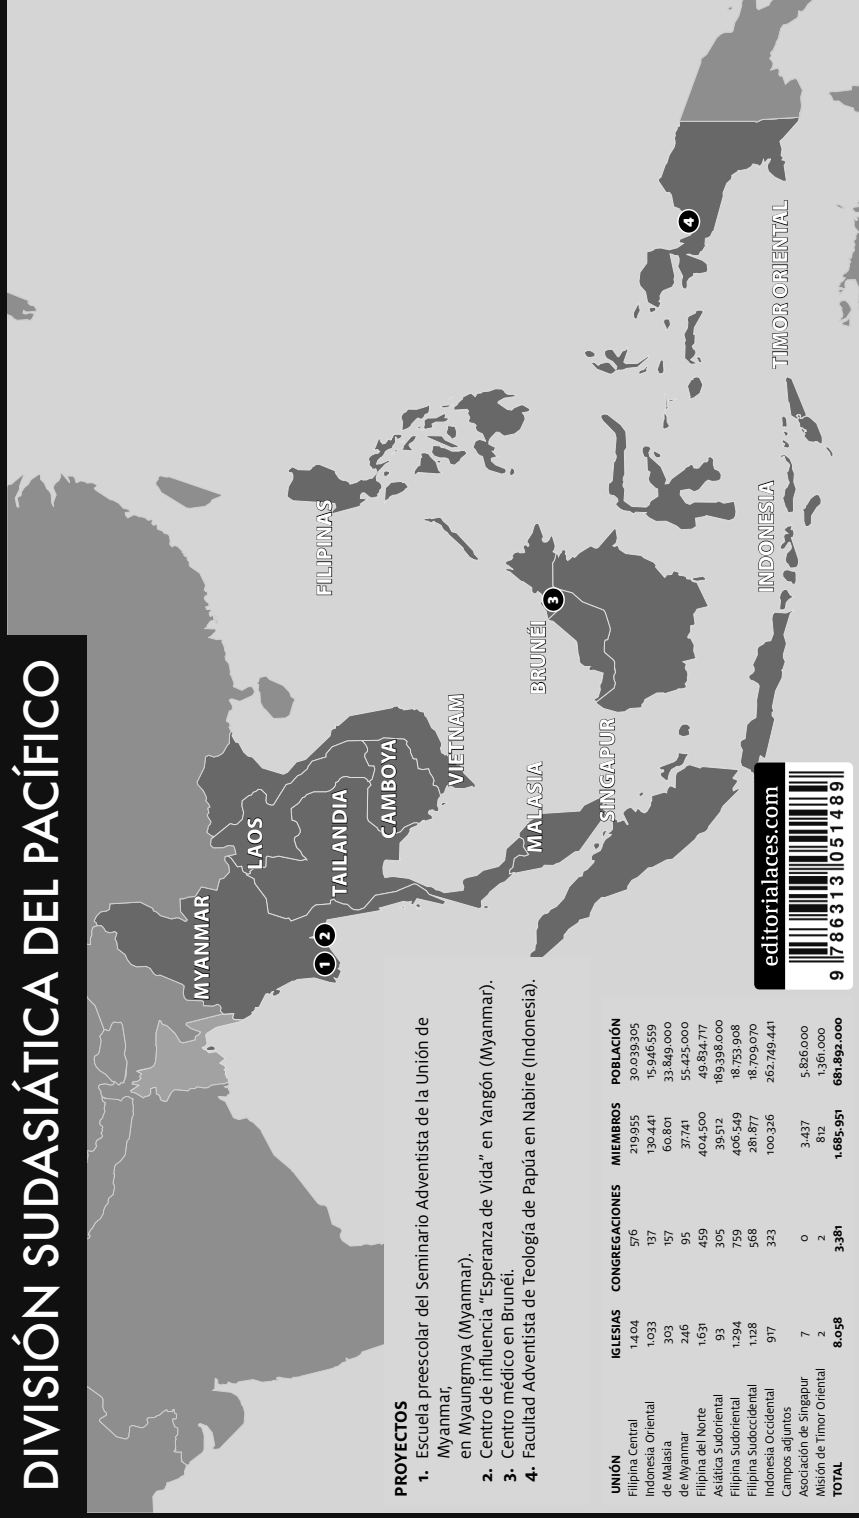 DIVISIÓN SUDASIÁTICA DEL PACÍFICO
MYANMAR
LAOS
TAILANDIA
CAMBOYA
VIETNAM
FILIPINAS
BRUNÉI
MALASIA
SINGAPUR
INDONESIA
TIMOR ORIENTAL
1
2
3
4
PROYECTOS
1. Escuela preescolar del Seminario Adventista de la Unión de
Myanmar,
en Myaungmya (Myanmar).
2. Centro de influencia “Esperanza de Vida” en Yangón (Myanmar).
3. Centro médico en Brunéi.
4. Facultad Adventista de Teología de Papúa en Nabire (Indonesia).
UNIÓN IGLESIAS CONGREGACIONES MIEMBROS POBLACIÓN
Filipina Central 1.404 576 219.955 30.039.305
Indonesia Oriental 1.033 137 130.441 15.946.559
de Malasia 303 157 60.801 33.849.000
de Myanmar 246 95 37.741 55.425.000
Filipina del Norte 1.631 459 404.500 49.834.717
Asiática Sudoriental 93 305 39.512 189.398.000
Filipina Sudoriental 1.294 759 406.549 18.753.908
Filipina Sudoccidental 1.128 568 281.877 18.709.070
Indonesia Occidental 917 323 100.326 262.749.441
Campos adjuntos
Asociación de Singapur 7 0 3.437 5.826.000
Misión de Timor Oriental 2 2 812 1.361.000
TOTAL 8.058 3.381 1.685.951 681.892.000
editorialaces.com
9 786313 051489